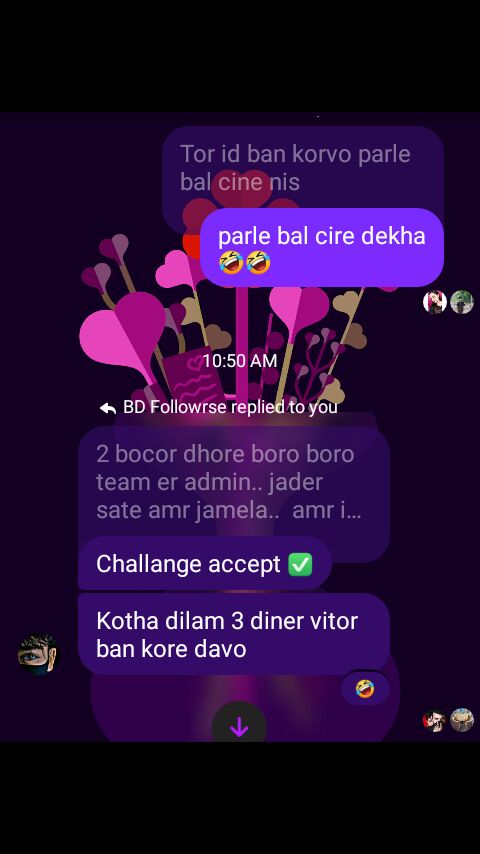 Tor id ban korvo parle
bal cine nis
parle bal cire dekha
🤣🤣
10:50 AM
BD Followrse replied to you
2 bocor dhore boro boro
team er admin.. jader
sate amr jamela.. amr i...
Challange accept ✅
Kotha dilam 3 diner vitor
ban kore davo
🤣